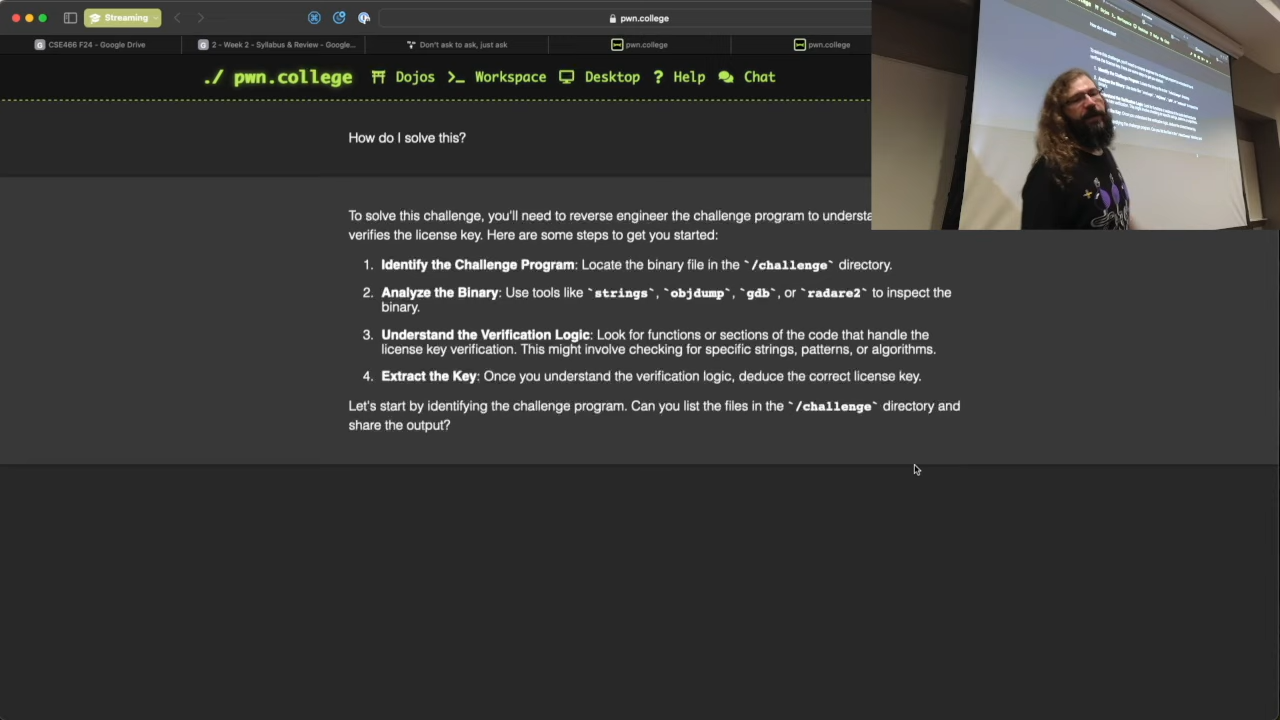 Streaming
pwn.college
CSE466 F24 - Google Drive
2 - Week 2 - Syllabus & Review - Google...
Don't ask to ask, just ask
pwn.college
pwn.college
./ pwn.college Dojos >_ Workspace Desktop ? Help Chat
How do I solve this?
To solve this challenge, you'll need to reverse engineer the challenge program to
verifies the license key. Here are some steps to get you started:
1. Identify the Challenge Program: Locate the binary file in the `/challenge` directory.
2. Analyze the Binary: Use tools like `strings`, `objdump`, `gdb`, or `radare2` to inspect the
binary.
3. Understand the Verification Logic: Look for functions or sections of the code that handle the
license key verification. This might involve checking for specific strings, patterns, or algorithms.
4. Extract the Key: Once you understand the verification logic, deduce the correct license key.
Let's start by identifying the challenge program. Can you list the files in the `/challenge` directory and
share the output?